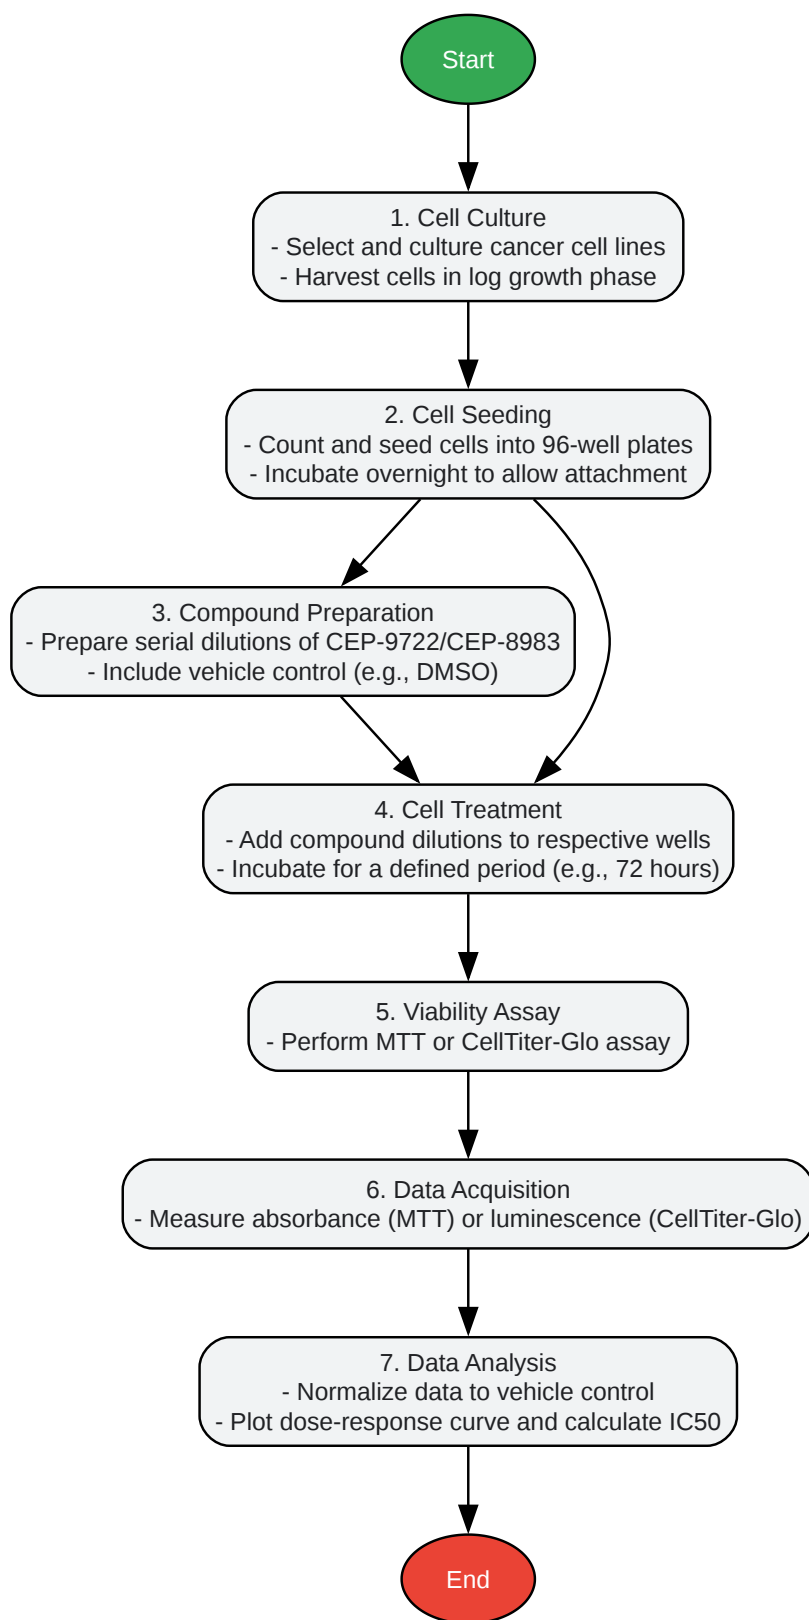 Start
1. Cell Culture
- Select and culture cancer cell lines
- Harvest cells in log growth phase
2. Cell Seeding
- Count and seed cells into 96-well plates
- Incubate overnight to allow attachment
3. Compound Preparation
- Prepare serial dilutions of CEP-9722/CEP-8983
- Include vehicle control (e.g., DMSO)
4. Cell Treatment
- Add compound dilutions to respective wells
- Incubate for a defined period (e.g., 72 hours)
5. Viability Assay
- Perform MTT or CellTiter-Glo assay
6. Data Acquisition
- Measure absorbance (MTT) or luminescence (CellTiter-Glo)
7. Data Analysis
- Normalize data to vehicle control
- Plot dose-response curve and calculate IC50
End